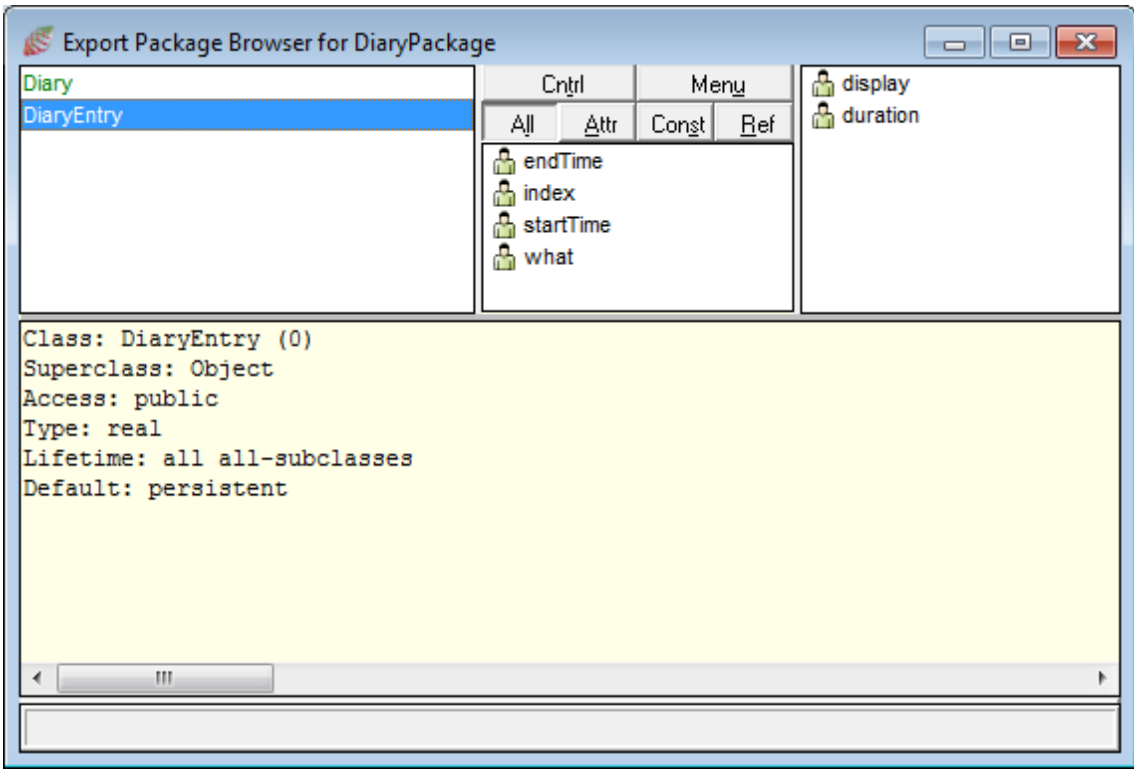 Export Package Browser for DiaryPackage
Diary
DiaryEntry
Cntrl Menu
All Attr Const Ref
endTime
index
startTime
what
display
duration
Class: DiaryEntry (0)
Superclass: Object
Access: public
Type: real
Lifetime: all all-subclasses
Default: persistent